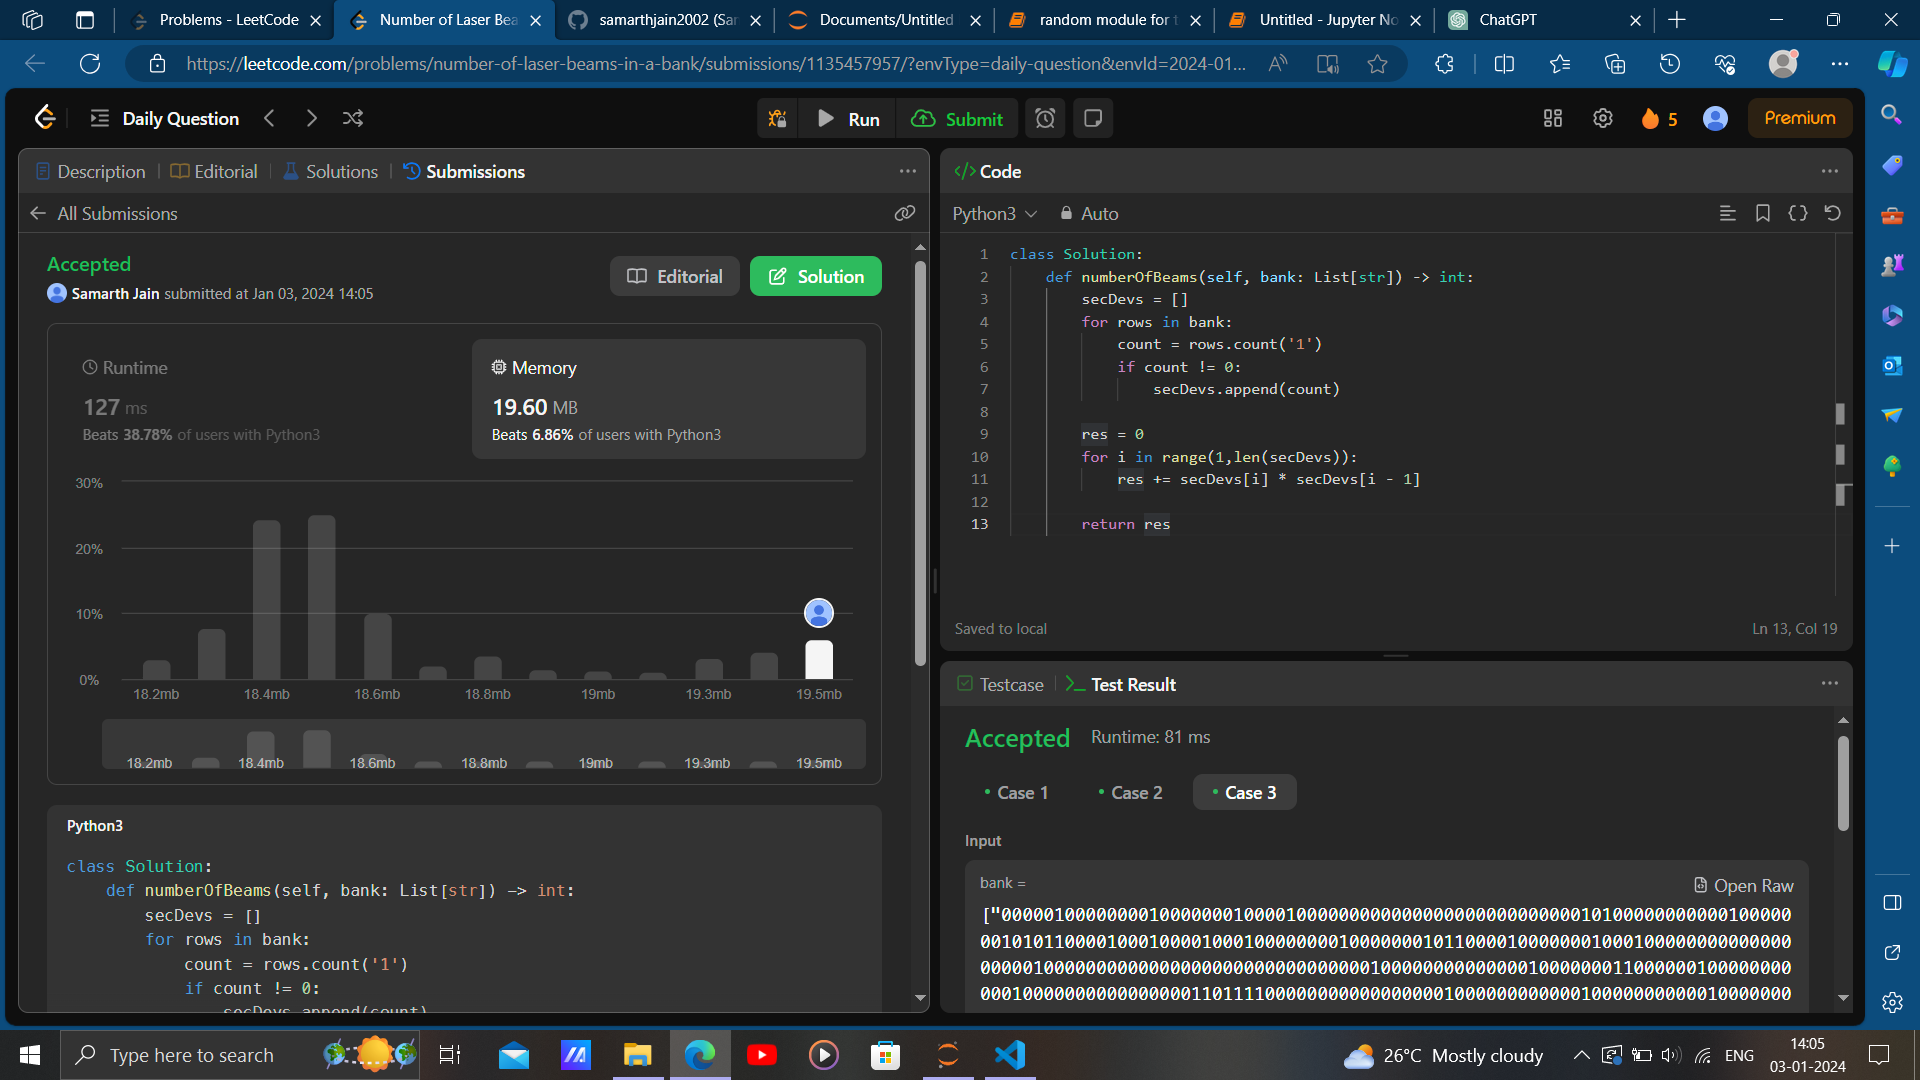 Problems - LeetCode
Number of Laser Bea
samarthjain2002 (Sar
Documents/Untitled
random module for t
Untitled - Jupyter No
ChatGPT
https://leetcode.com/problems/number-of-laser-beams-in-a-bank/submissions/1135457957/?envType=daily-question&envId=2024-01...
Daily Question
Run
Submit
5
Premium
Description
Editorial
Solutions
Submissions
All Submissions
Accepted
Samarth Jain submitted at Jan 03, 2024 14:05
Editorial
Solution
Runtime
127 ms
Beats 38.78% of users with Python3
Memory
19.60 MB
Beats 6.86% of users with Python3
30%
20%
10%
0%
18.2mb 18.4mb 18.6mb 18.8mb 19mb 19.3mb 19.5mb
18.2mb 18.4mb 18.6mb 18.8mb 19mb 19.3mb 19.5mb
Python3
class Solution:
def numberOfBeams(self, bank: List[str]) -> int:
secDevs = []
for rows in bank:
count = rows.count('1')
if count != 0:
secDevs.append(count)
</> Code
Python3
Auto
1 class Solution:
2 def numberOfBeams(self, bank: List[str]) -> int:
3 secDevs = []
4 for rows in bank:
5 count = rows.count('1')
6 if count != 0:
7 secDevs.append(count)
8
9 res = 0
10 for i in range(1,len(secDevs)):
11 res += secDevs[i] * secDevs[i - 1]
12
13 return res
Saved to local
Ln 13, Col 19
Testcase
Test Result
Accepted
Runtime: 81 ms
Case 1
Case 2
Case 3
Input
bank =
Open Raw
Type here to search
26°C Mostly cloudy
ENG
14:05
03-01-2024